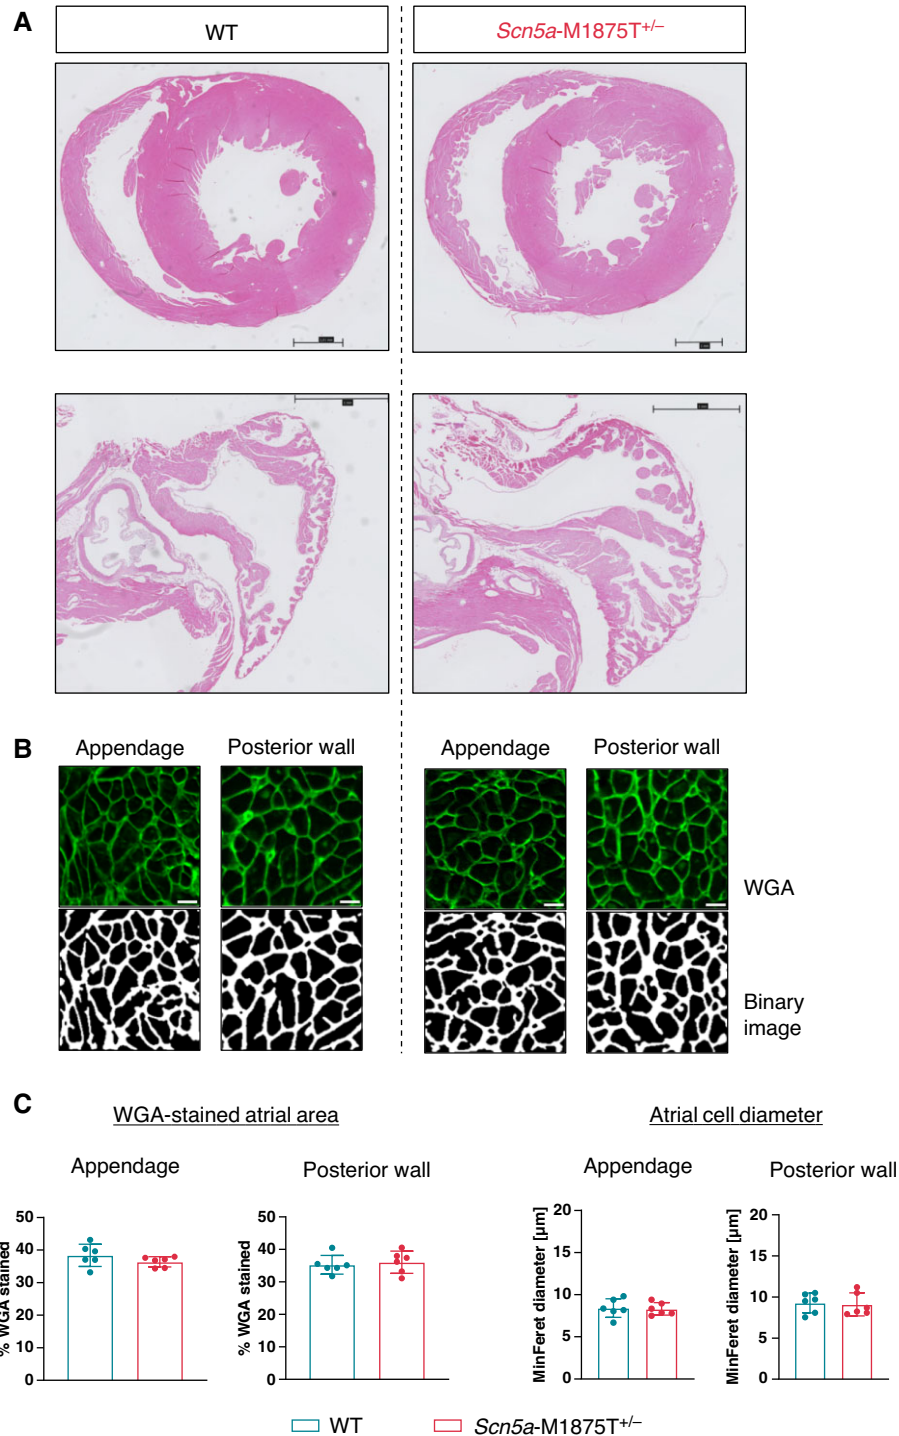 A
WT
Scn5a-M1875T+/–
B
Appendage
Posterior wall
Appendage
Posterior wall
WGA
Binary
image
C
WGA-stained atrial area
Atrial cell diameter
Appendage
Posterior wall
Appendage
Posterior wall
% WGA stained
50
40
30
20
10
0
% WGA stained
50
40
30
20
10
0
MinFeret diameter [µm]
20
15
10
5
0
MinFeret diameter [µm]
20
15
10
5
0
WT
Scn5a-M1875T+/–